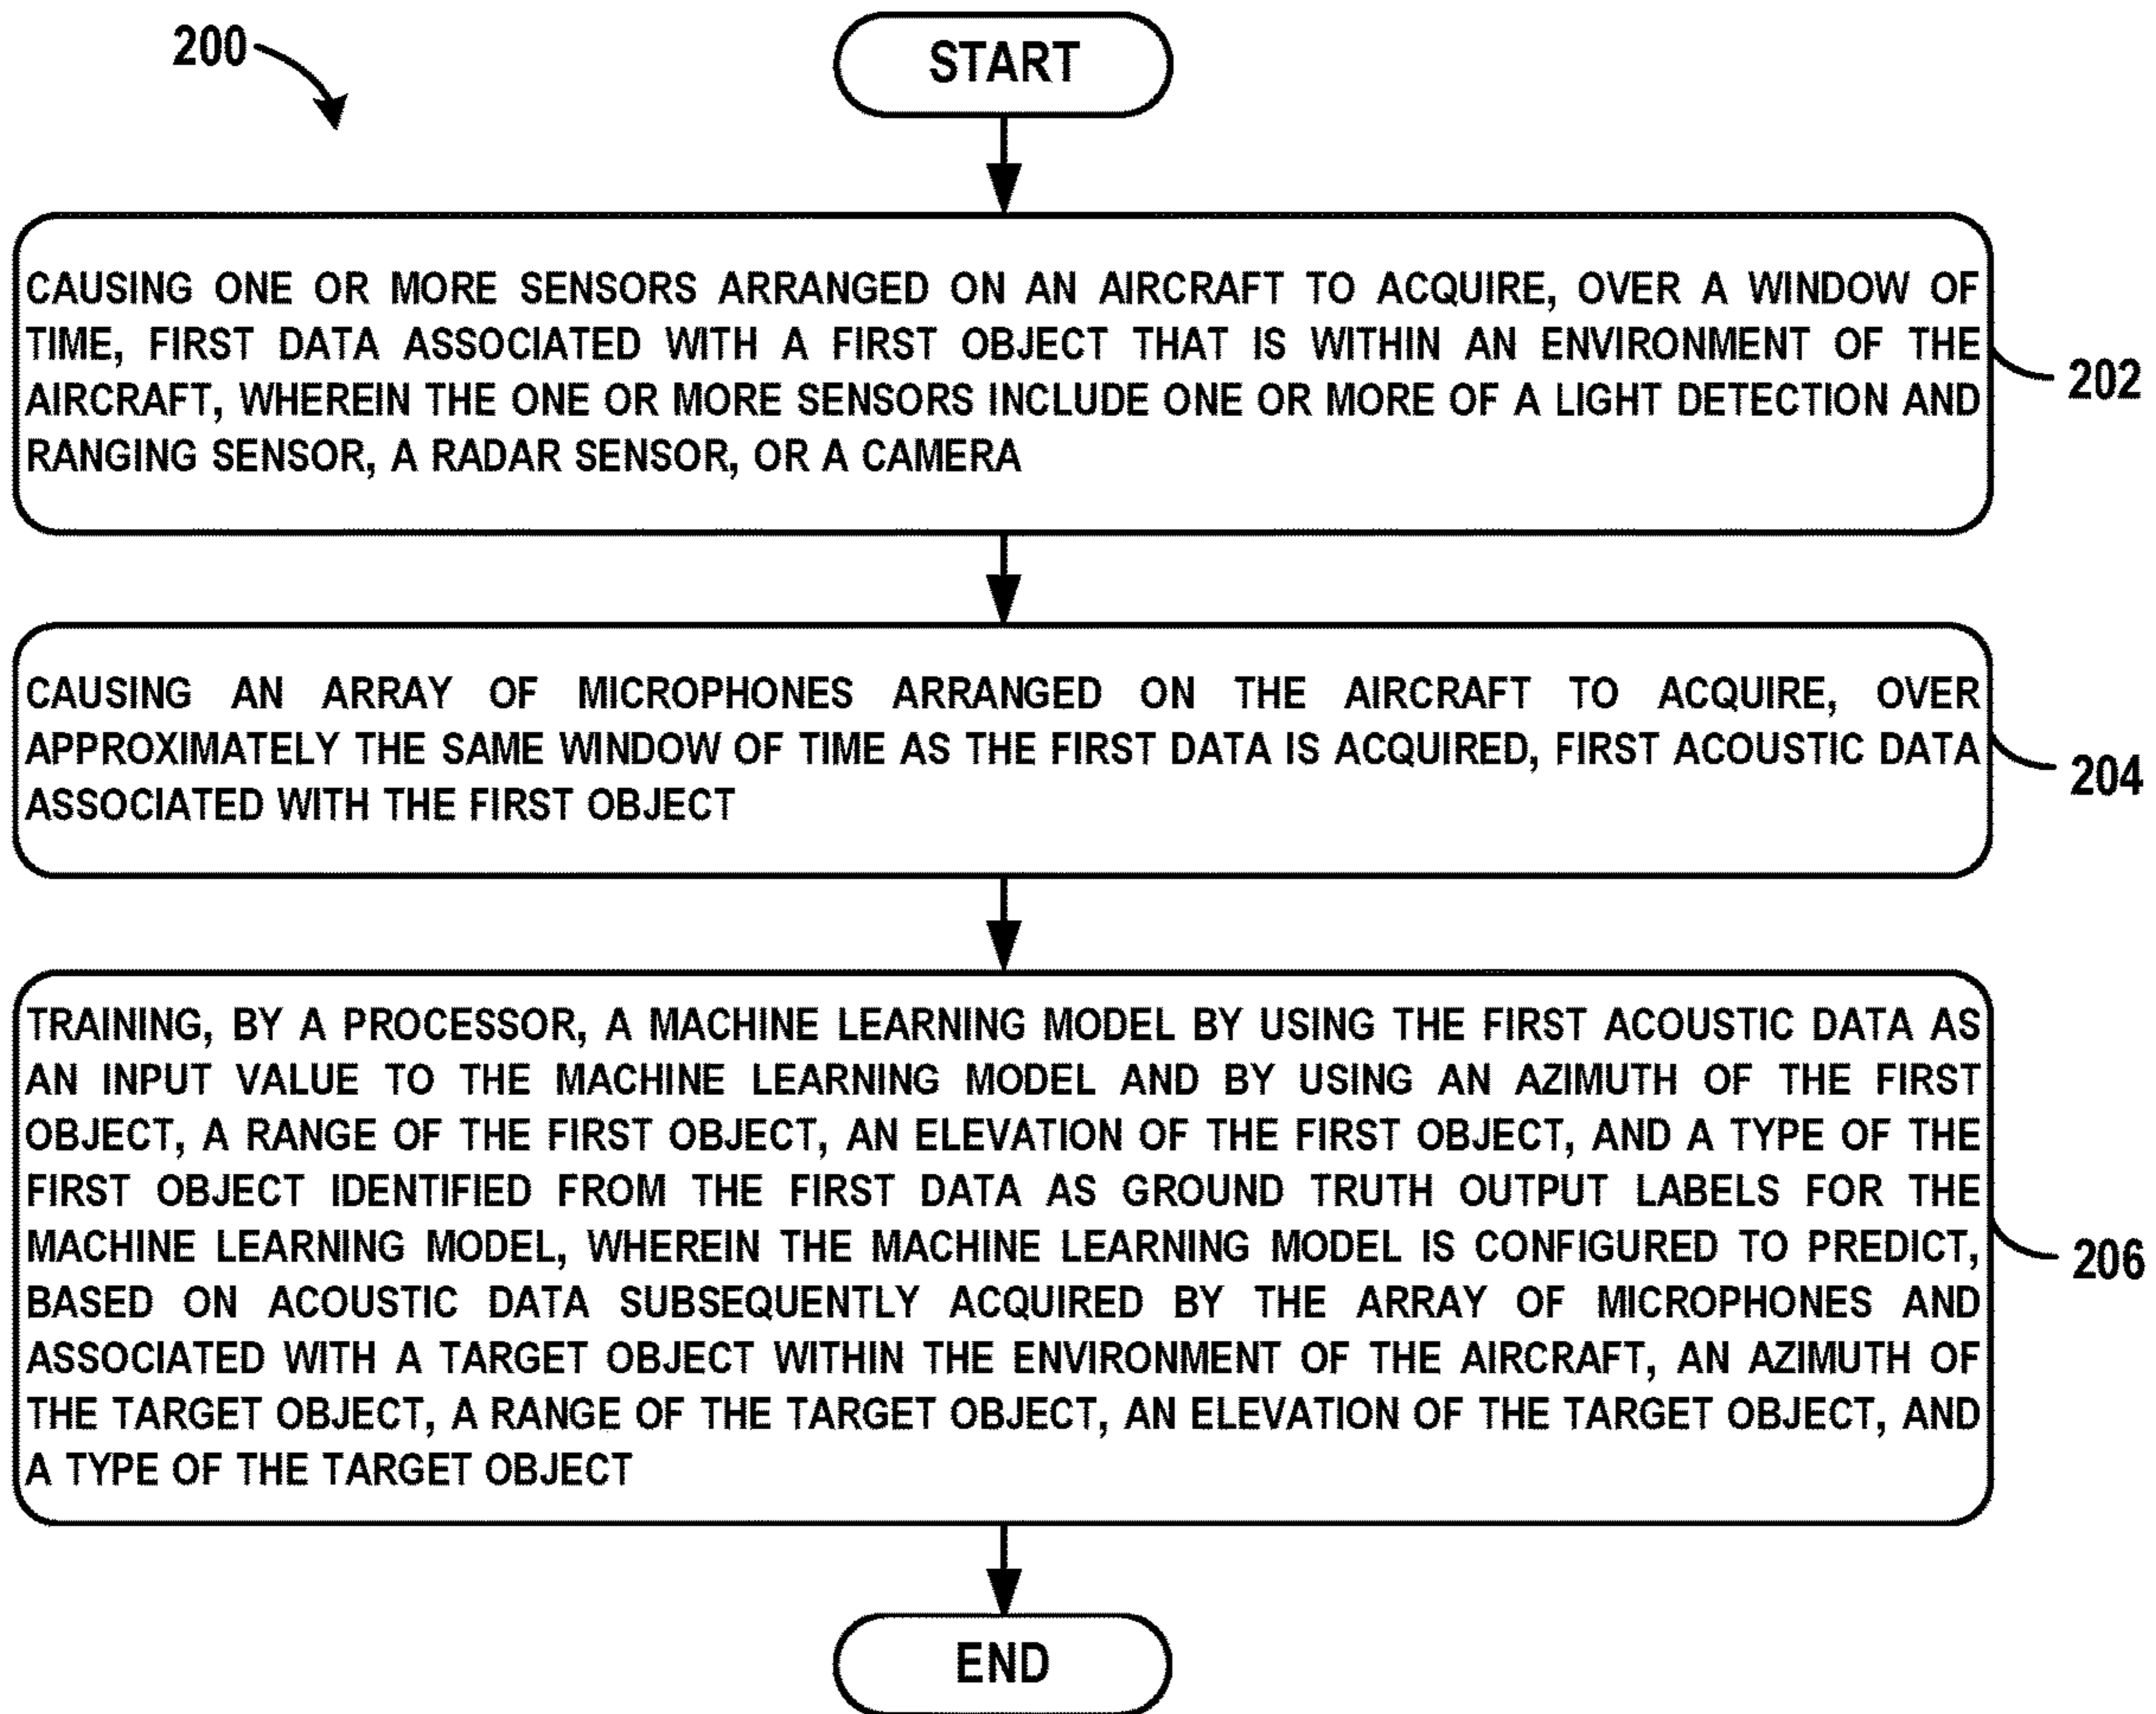 200
START
CAUSING ONE OR MORE SENSORS ARRANGED ON AN AIRCRAFT TO ACQUIRE, OVER A WINDOW OF
TIME, FIRST DATA ASSOCIATED WITH A FIRST OBJECT THAT IS WITHIN AN ENVIRONMENT OF THE
AIRCRAFT, WHEREIN THE ONE OR MORE SENSORS INCLUDE ONE OR MORE OF A LIGHT DETECTION AND
RANGING SENSOR, A RADAR SENSOR, OR A CAMERA
202
CAUSING AN ARRAY OF MICROPHONES ARRANGED ON THE AIRCRAFT TO ACQUIRE, OVER
APPROXIMATELY THE SAME WINDOW OF TIME AS THE FIRST DATA IS ACQUIRED, FIRST ACOUSTIC DATA
ASSOCIATED WITH THE FIRST OBJECT
204
TRAINING, BY A PROCESSOR, A MACHINE LEARNING MODEL BY USING THE FIRST ACOUSTIC DATA AS
AN INPUT VALUE TO THE MACHINE LEARNING MODEL AND BY USING AN AZIMUTH OF THE FIRST
OBJECT, A RANGE OF THE FIRST OBJECT, AN ELEVATION OF THE FIRST OBJECT, AND A TYPE OF THE
FIRST OBJECT IDENTIFIED FROM THE FIRST DATA AS GROUND TRUTH OUTPUT LABELS FOR THE
MACHINE LEARNING MODEL, WHEREIN THE MACHINE LEARNING MODEL IS CONFIGURED TO PREDICT,
BASED ON ACOUSTIC DATA SUBSEQUENTLY ACQUIRED BY THE ARRAY OF MICROPHONES AND
ASSOCIATED WITH A TARGET OBJECT WITHIN THE ENVIRONMENT OF THE AIRCRAFT, AN AZIMUTH OF
THE TARGET OBJECT, A RANGE OF THE TARGET OBJECT, AN ELEVATION OF THE TARGET OBJECT, AND
A TYPE OF THE TARGET OBJECT
206
END